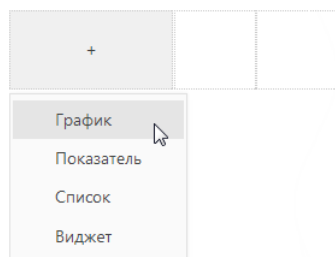 +
График
Показатель
Список
Виджет